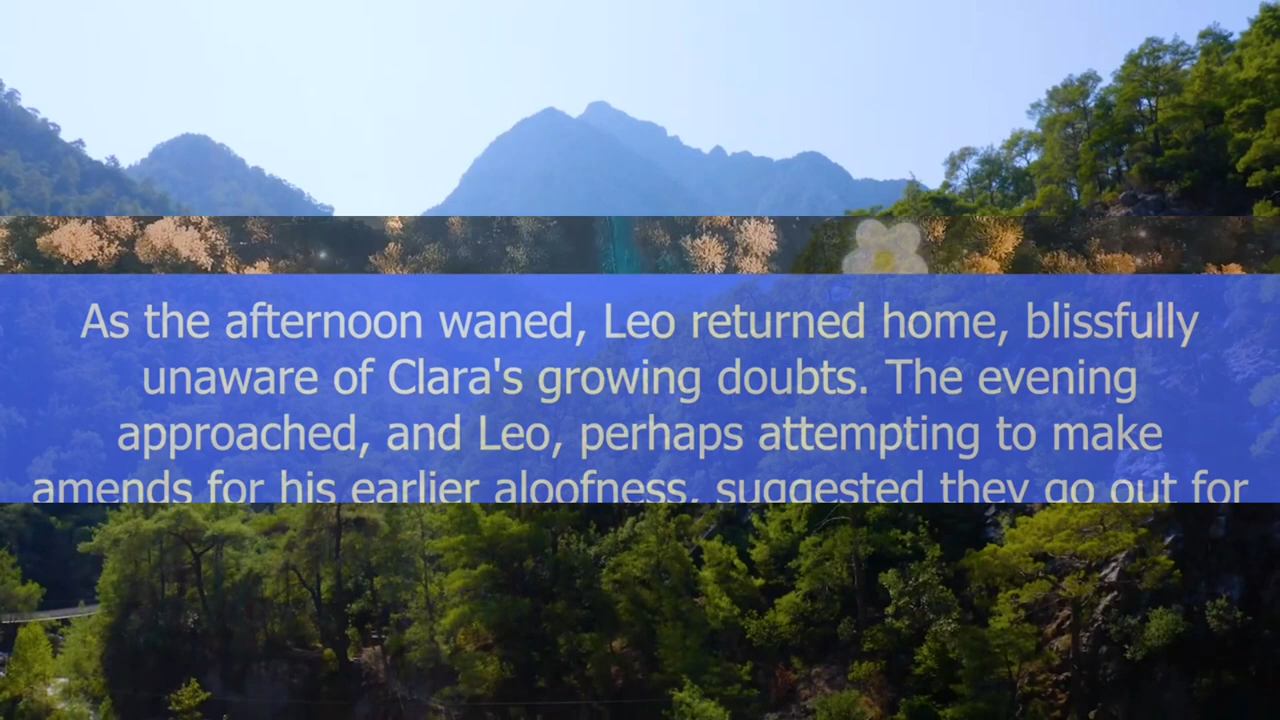 As the afternoon waned, Leo returned home, blissfully
unaware of Clara's growing doubts. The evening
approached, and Leo, perhaps attempting to make
amends for his earlier aloofness, suggested they go out for